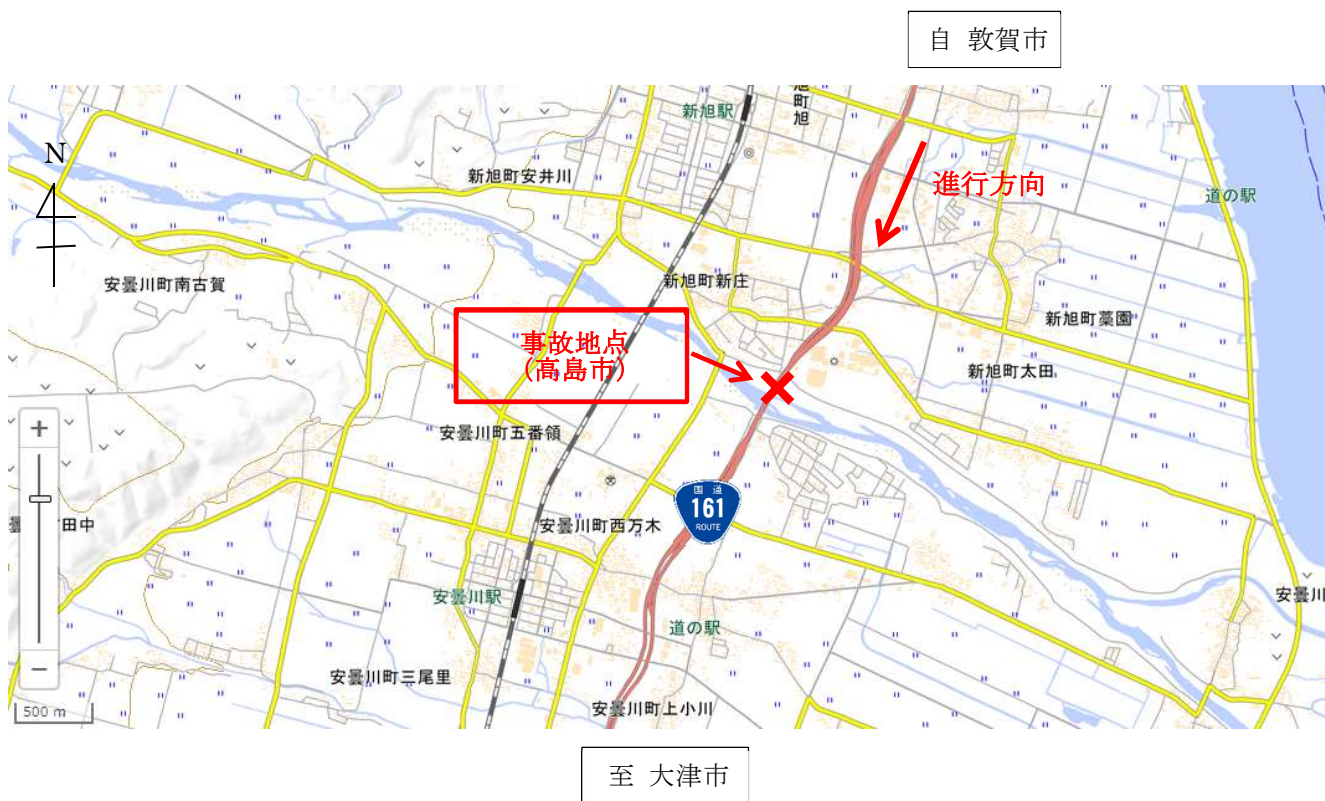 自 敦賀市
新旭駅
旭町旭
N
新旭町安井川
進行方向
道の駅
安曇川町南古賀
新旭町新庄
新旭町藁園
事故地点
(高島市)
新旭町太田
+
安曇川町五番領
国道
161
ROUTE
田中
安曇川町西万木
安曇川駅
安曇川
道の駅
安曇川町三尾里
−
500 m
安曇川町上小川
至 大津市